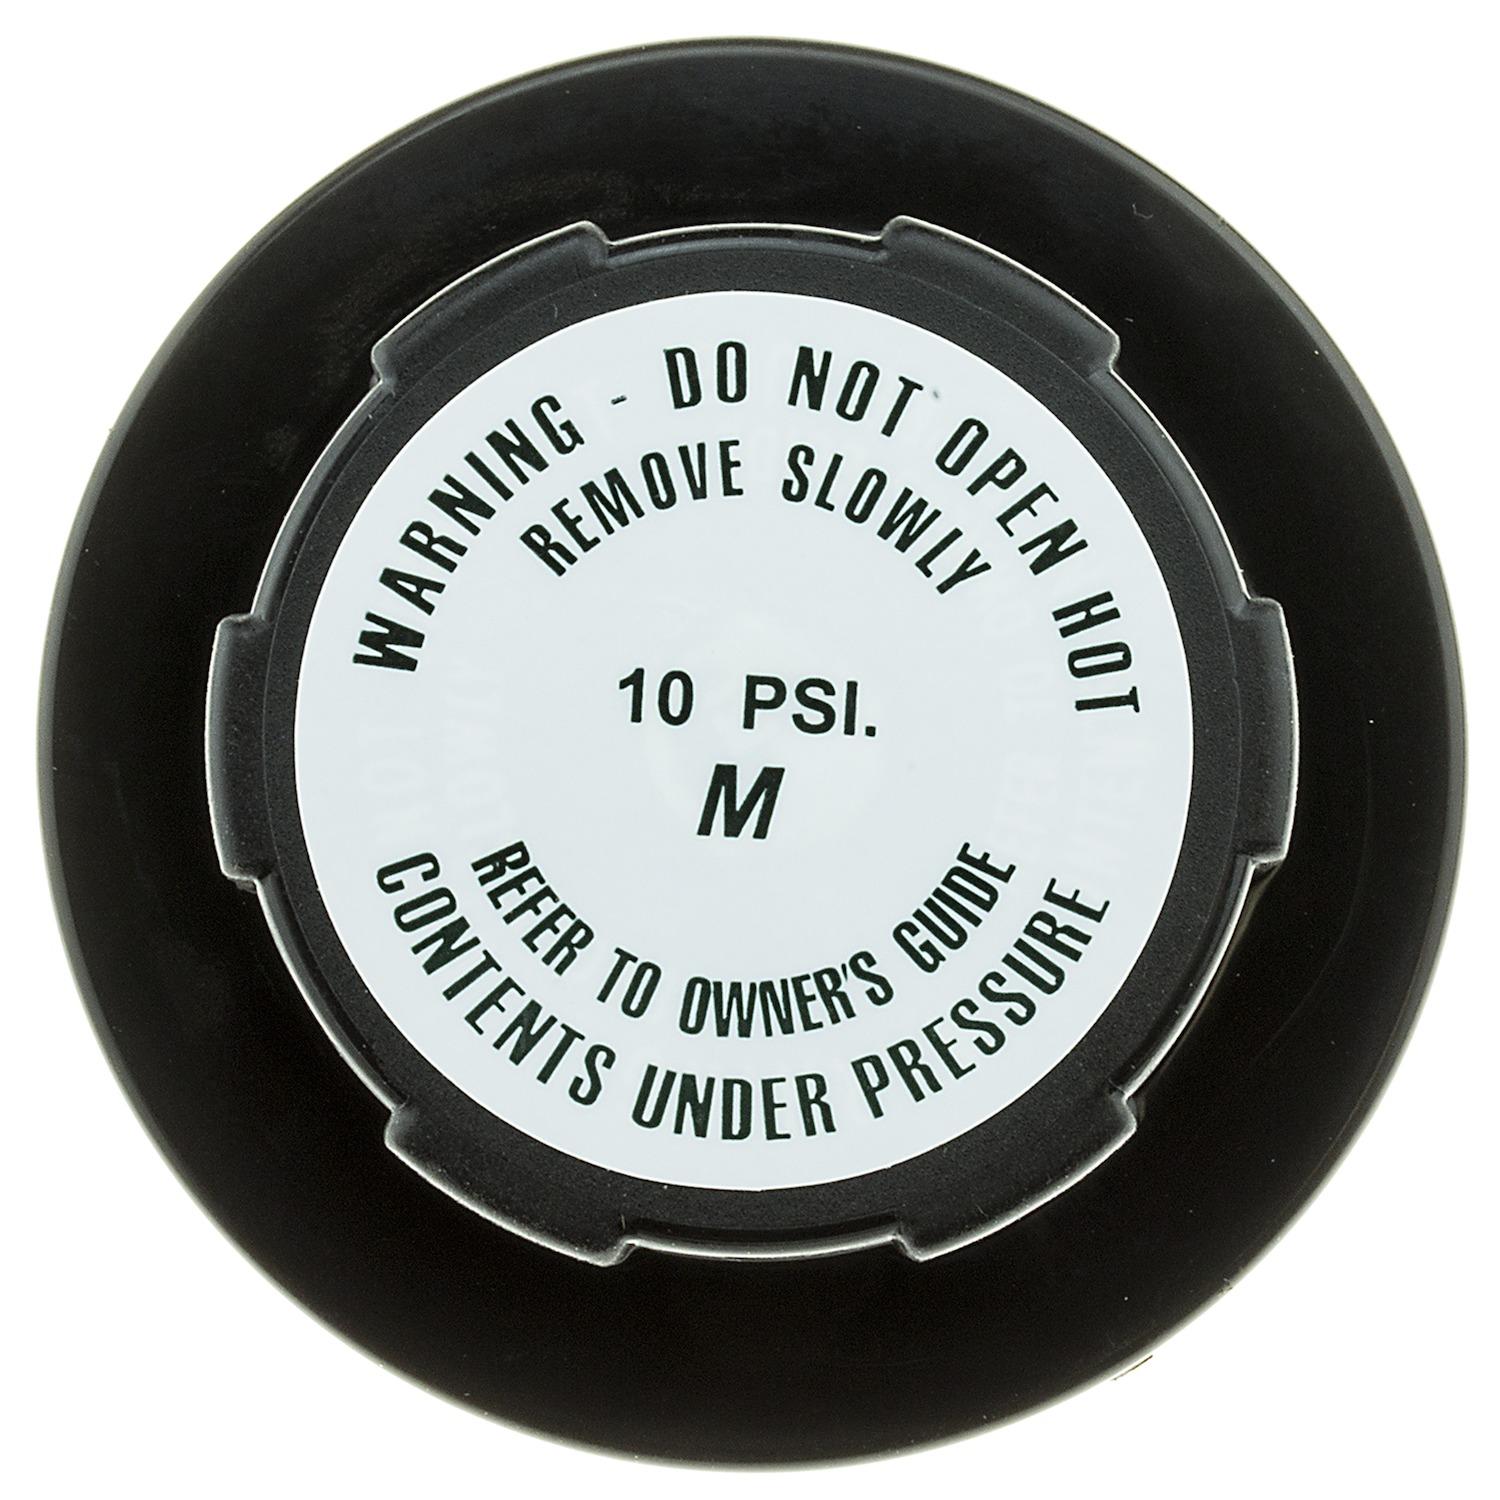 WARNING - DO NOT OPEN HOT
REMOVE SLOWLY
10 PSI.
M
REFER TO OWNER'S GUIDE
CONTENTS UNDER PRESSURE